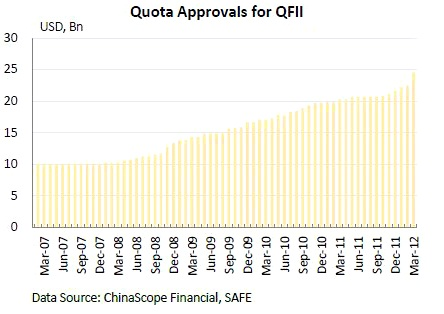 Quota Approvals for QFII
USD, Bn
30
25
20
15
10
5
0
Mar-07
Jun-07
Sep-07
Dec-07
Mar-08
Jun-08
Sep-08
Dec-08
Mar-09
Jun-09
Sep-09
Dec-09
Mar-10
Jun-10
Sep-10
Dec-10
Mar-11
Jun-11
Sep-11
Dec-11
Mar-12
Data Source: ChinaScope Financial, SAFE